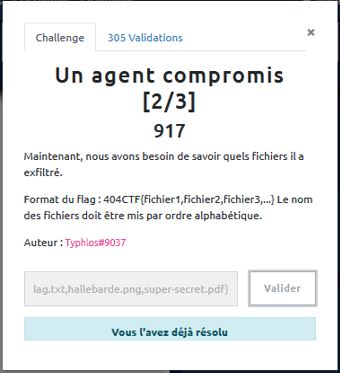 Challenge
305 Validations
×
Un agent compromis
[2/3]
917
Maintenant, nous avons besoin de savoir quels fichiers il a
exfiltré.
Format du flag : 404CTF{fichier1,fichier2,fichier3,...} Le nom
des fichiers doit être mis par ordre alphabétique.
Auteur : Typhlos#9037
lag.txt,hallebarde.png,super-secret.pdf}
Valider
Vous l'avez déjà résolu